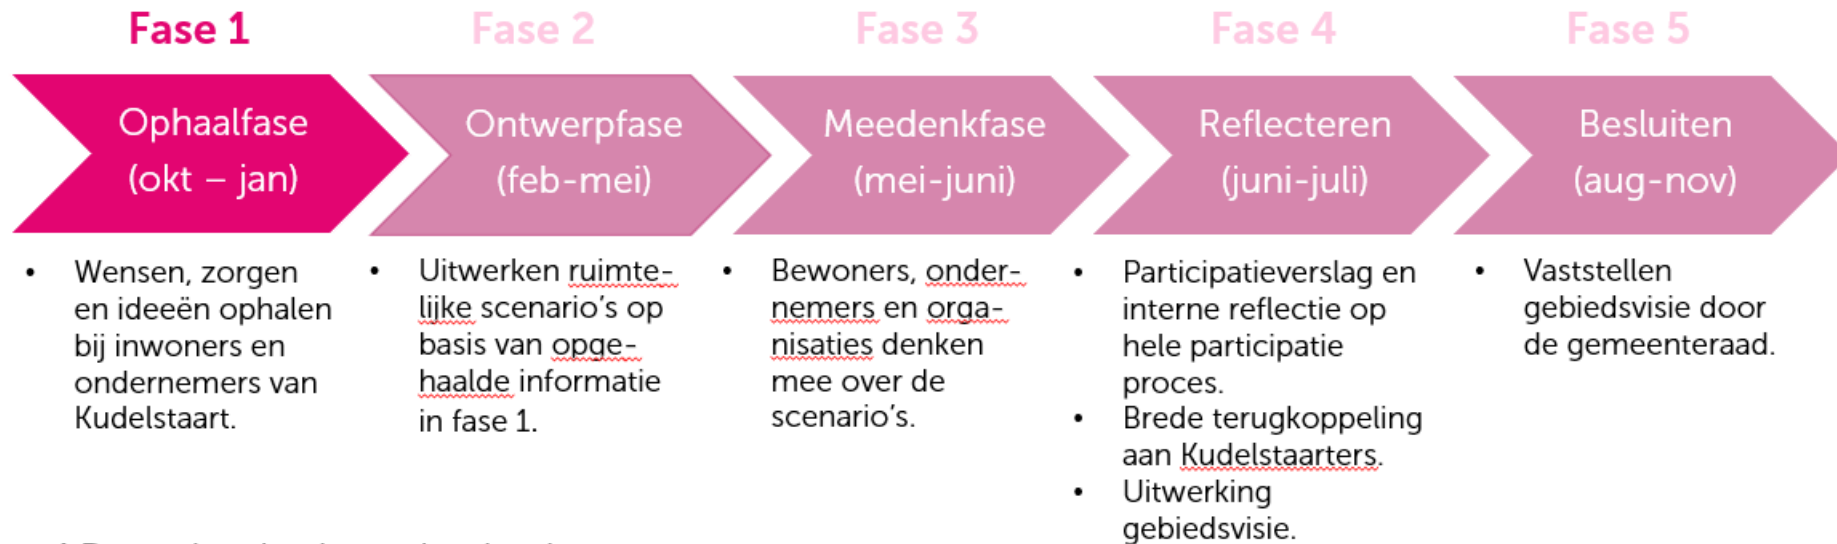 Fase 1
Ophaalfase
(okt – jan)
• Wensen, zorgen
en ideeën ophalen
bij inwoners en
ondernemers van
Kudelstaart.
Fase 2
Ontwerpfase
(feb-mei)
• Uitwerken ruimte-
lijke scenario's op
basis van opge-
haalde informatie
in fase 1.
Fase 3
Meedenkfase
(mei-juni)
• Bewoners, onder-
nemers en orga-
nisaties denken
mee over de
scenario's.
Fase 4
Reflecteren
(juni-juli)
• Participatieverslag en
interne reflectie op
hele participatie
proces.
• Brede terugkoppeling
aan Kudelstaarters.
• Uitwerking
gebiedsvisie.
Fase 5
Besluiten
(aug-nov)
• Vaststellen
gebiedsvisie door
de gemeenteraad.